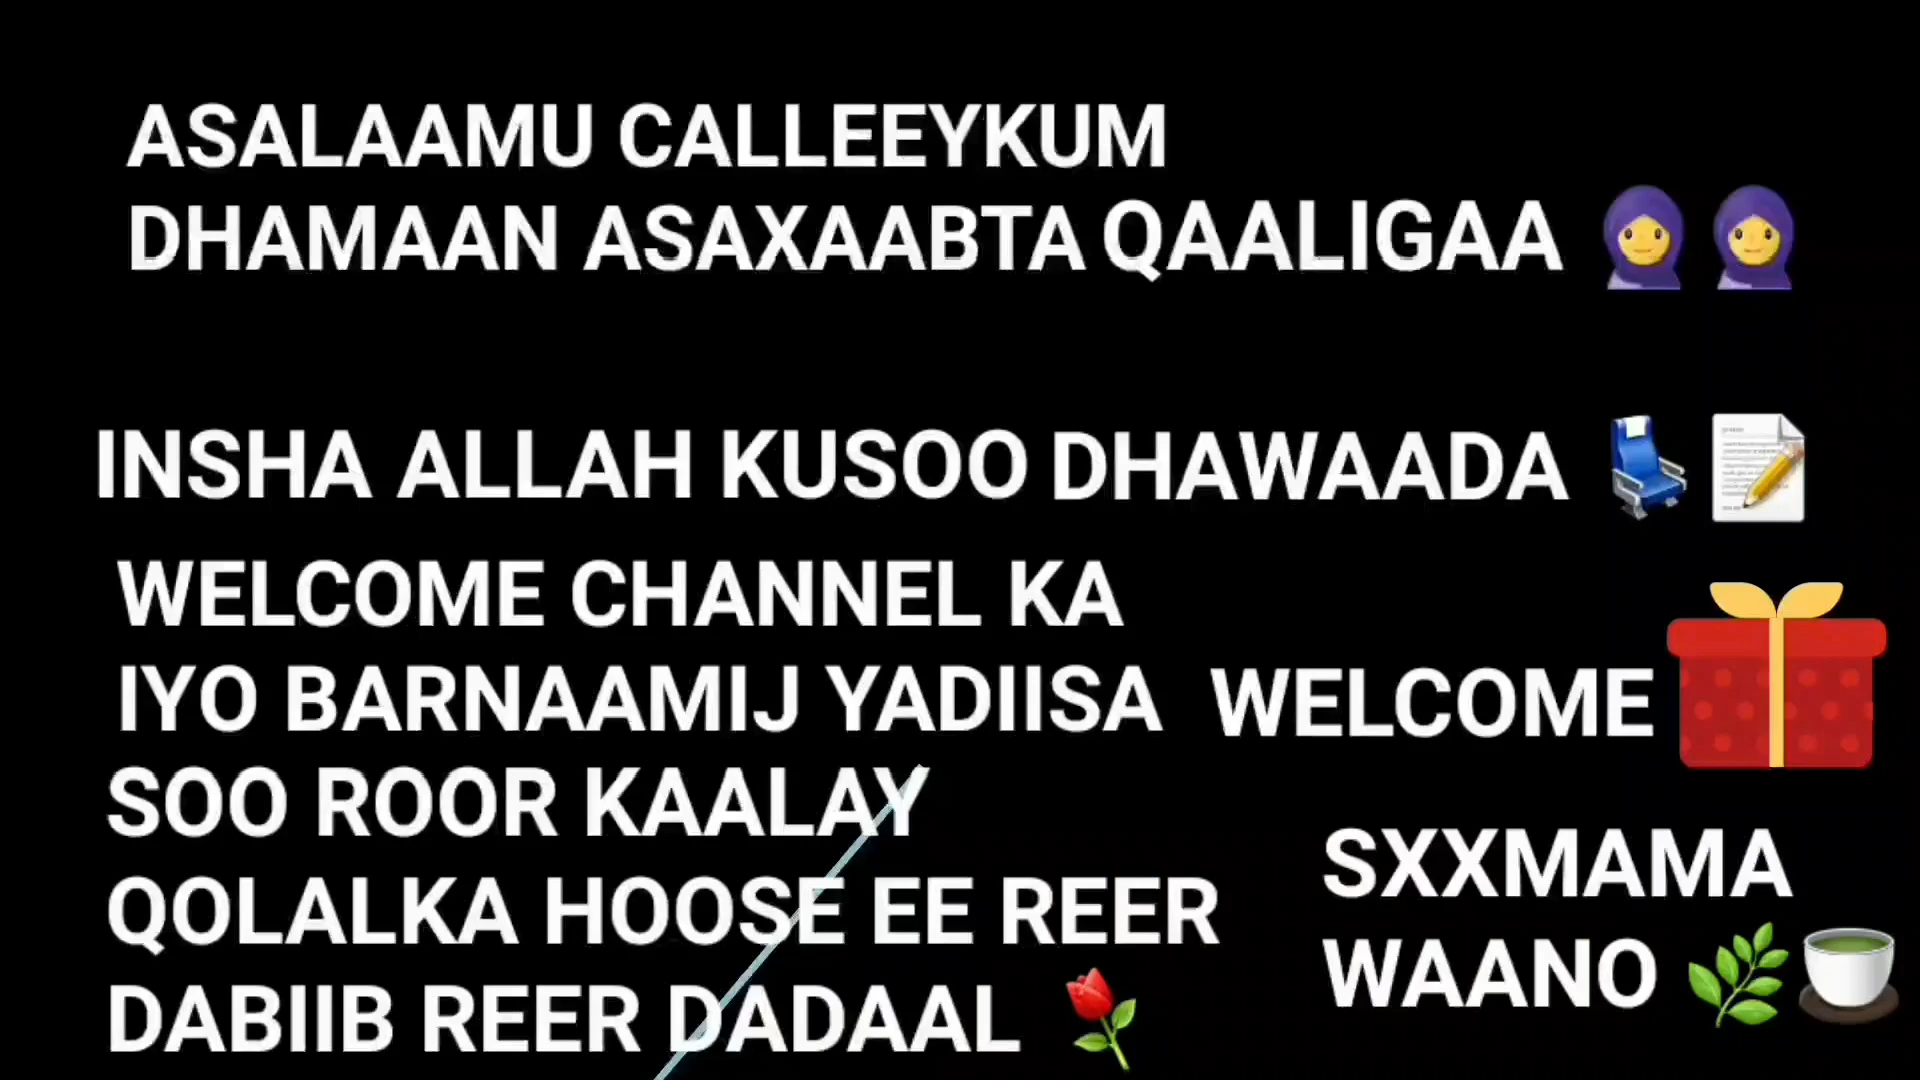 ASALAAMU CALLEEYKUM
DHAMAAN ASAXAABTA QAALIGAA
INSHA ALLAH KUSOO DHAWAADA
WELCOME CHANNEL KA
IYO BARNAAMIJ YADIISA
WELCOME
SOO ROOR KAALAY
QOLALKA HOOSE EE REER
DABIIB REER DADAAL
SXXMAMA
WAANO